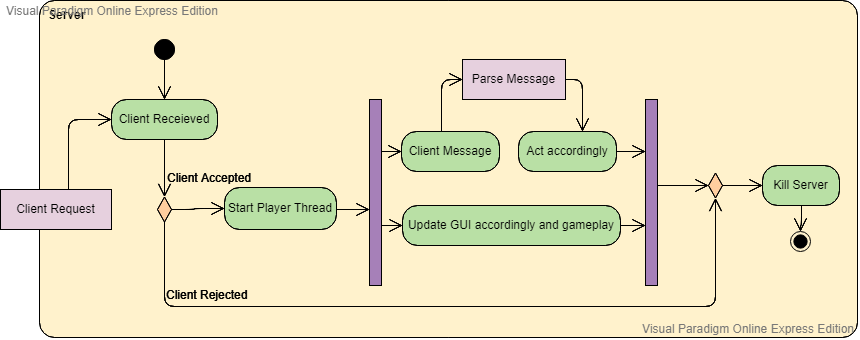 Visual Paradigm Online Express Edition
Server
Parse Message
Client Receieved
Client Message
Act accordingly
Client Accepted
Kill Server
Client Request
Start Player Thread
Update GUI accordingly and gameplay
Client Rejected
Visual Paradigm Online Express Edition